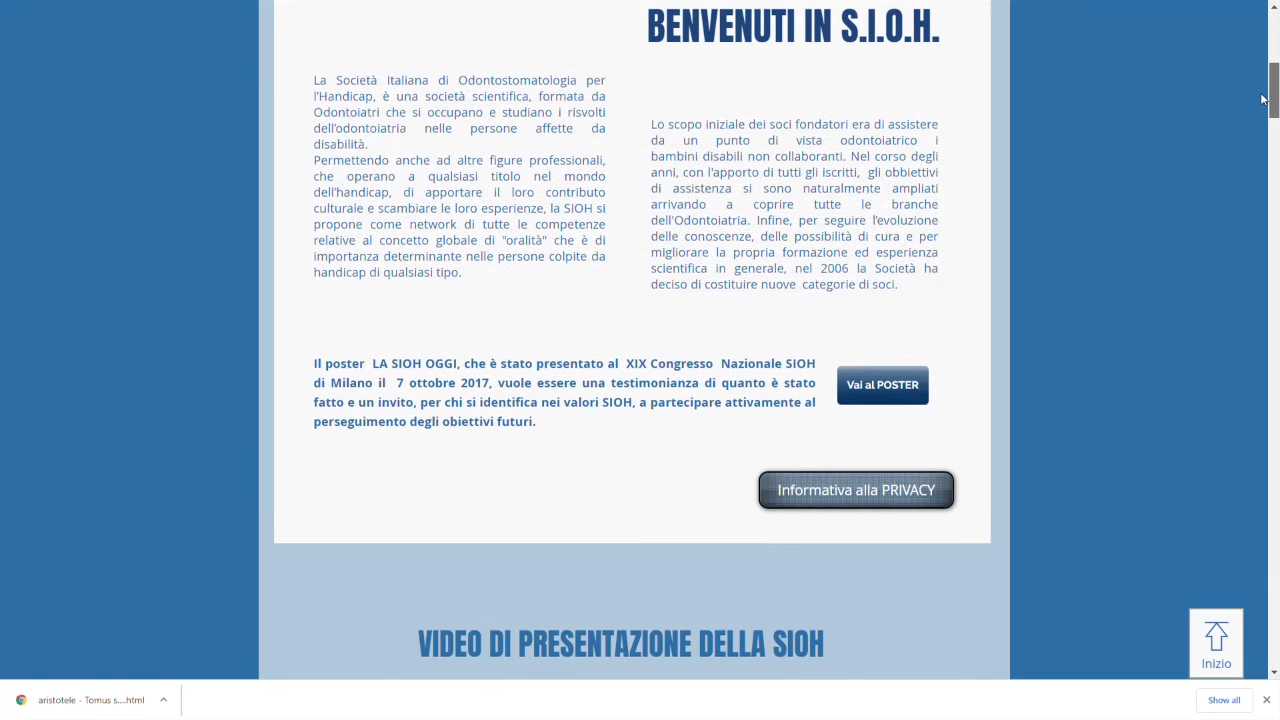 BENVENUTI IN S.I.O.H.
La Società Italiana di Odontostomatologia per
l'Handicap, è una società scientifica, formata da
Odontoiatri che si occupano e studiano i risvolti
dell'odontoiatria nelle persone affette da
disabilità.
Permettendo anche ad altre figure professionali,
che operano a qualsiasi titolo nel mondo
dell'handicap, di apportare il loro contributo
culturale e scambiare le loro esperienze, la SIOH si
propone come network di tutte le competenze
relative al concetto globale di "oralità" che è di
importanza determinante nelle persone colpite da
handicap di qualsiasi tipo.
Lo scopo iniziale dei soci fondatori era di assistere
da un punto di vista odontoiatrico i
bambini disabili non collaboranti. Nel corso degli
anni, con l'apporto di tutti gli iscritti, gli obbiettivi
di assistenza si sono naturalmente ampliati
arrivando a coprire tutte le branche
dell'Odontoiatria. Infine, per seguire l'evoluzione
delle conoscenze, delle possibilità di cura e per
migliorare la propria formazione ed esperienza
scientifica in generale, nel 2006 la Società ha
deciso di costituire nuove categorie di soci.
Il poster LA SIOH OGGI, che è stato presentato al XIX Congresso Nazionale SIOH
di Milano il 7 ottobre 2017, vuole essere una testimonianza di quanto è stato
fatto e un invito, per chi si identifica nei valori SIOH, a partecipare attivamente al
perseguimento degli obiettivi futuri.
Vai al POSTER
Informativa alla PRIVACY
VIDEO DI PRESENTAZIONE DELLA SIOH
Inizio
aristotele - Tomus s....html
Show all